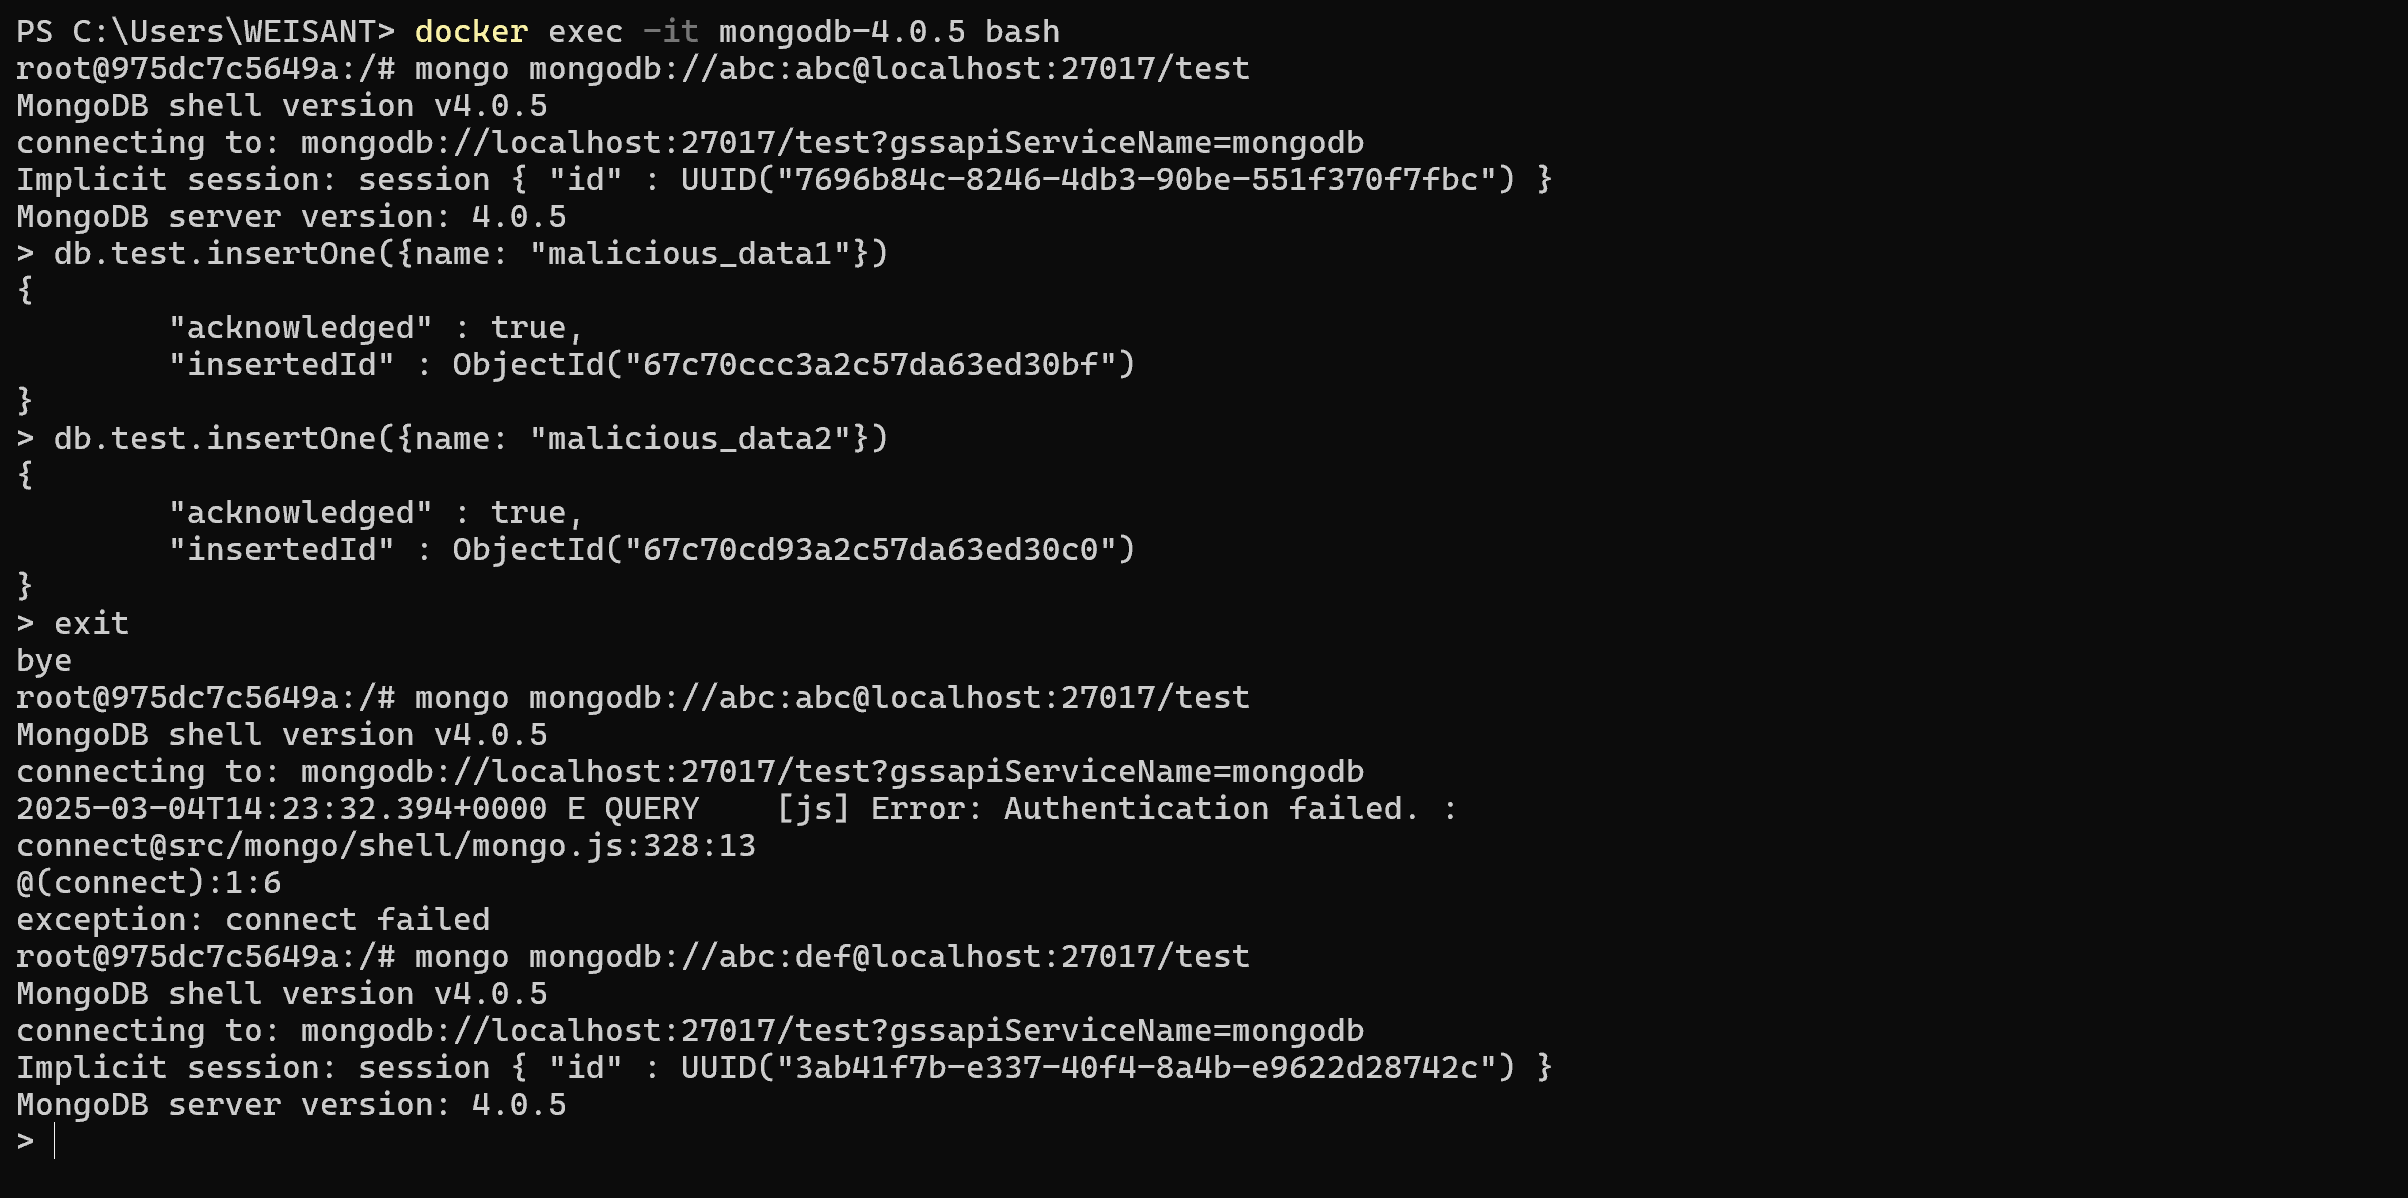 PS C:\Users\WEISANT> docker exec -it mongodb-4.0.5 bash
root@975dc7c5649a:/# mongo mongodb://abc:abc@localhost:27017/test
MongoDB shell version v4.0.5
connecting to: mongodb://localhost:27017/test?gssapiServiceName=mongodb
Implicit session: session { "id" : UUID("7696b84c-8246-4db3-90be-551f370f7fbc") }
MongoDB server version: 4.0.5
> db.test.insertOne({name: "malicious_data1"})
{
        "acknowledged" : true,
        "insertedId" : ObjectId("67c70ccc3a2c57da63ed30bf")
}
> db.test.insertOne({name: "malicious_data2"})
{
        "acknowledged" : true,
        "insertedId" : ObjectId("67c70cd93a2c57da63ed30c0")
}
> exit
bye
root@975dc7c5649a:/# mongo mongodb://abc:abc@localhost:27017/test
MongoDB shell version v4.0.5
connecting to: mongodb://localhost:27017/test?gssapiServiceName=mongodb
2025-03-04T14:23:32.394+0000 E QUERY    [js] Error: Authentication failed. :
connect@src/mongo/shell/mongo.js:328:13
@(connect):1:6
exception: connect failed
root@975dc7c5649a:/# mongo mongodb://abc:def@localhost:27017/test
MongoDB shell version v4.0.5
connecting to: mongodb://localhost:27017/test?gssapiServiceName=mongodb
Implicit session: session { "id" : UUID("3ab41f7b-e337-40f4-8a4b-e9622d28742c") }
MongoDB server version: 4.0.5
>